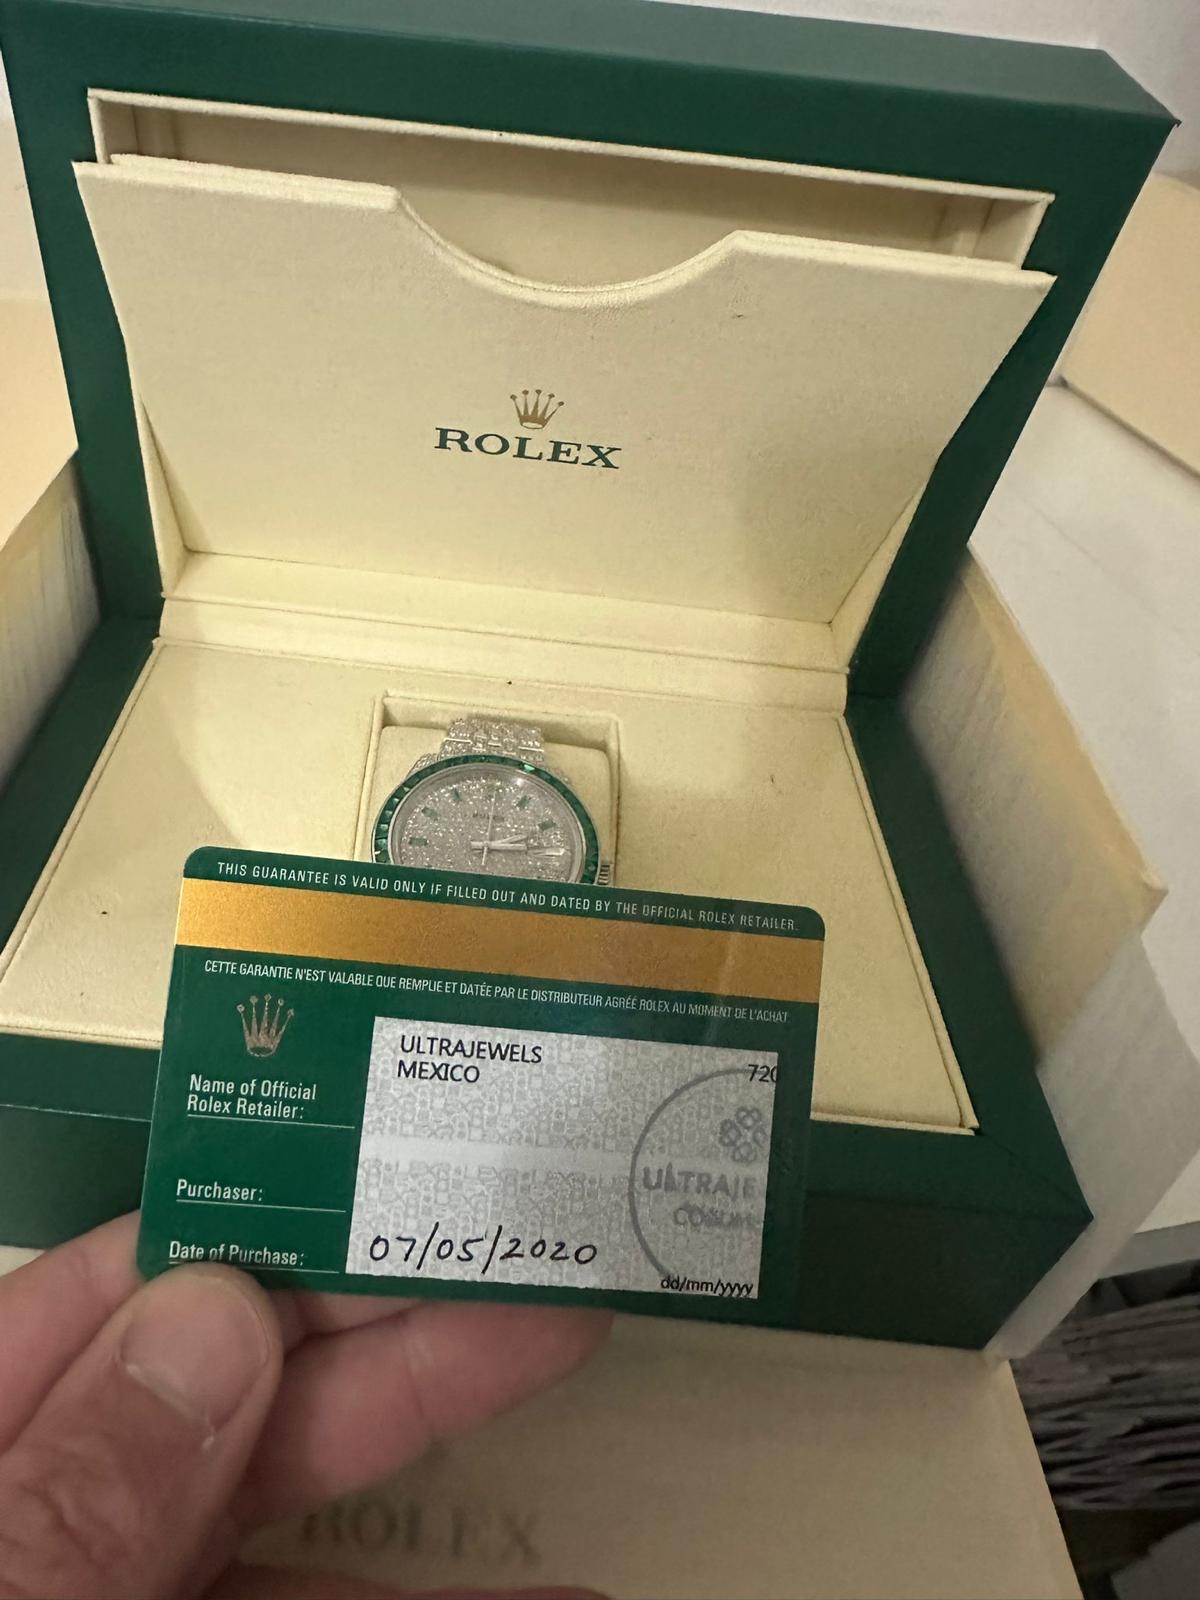 ROLEX
THIS GUARANTEE IS VALID ONLY IF FILLED OUT AND DATED BY THE OFFICIAL ROLEX RETAILER.
CETTE GARANTIE N'EST VALABLE QUE REMPLIE ET DATÉE PAR LE DISTRIBUTEUR AGRÉÉ ROLEX AU MOMENT DE L'ACHAT.
Name of Official
Rolex Retailer:
ULTRAJEWELS
MEXICO
720
ULTRAJE
Purchaser:
Date of Purchase:
07/05/2020
dd/mm/yyyy
ROLEX